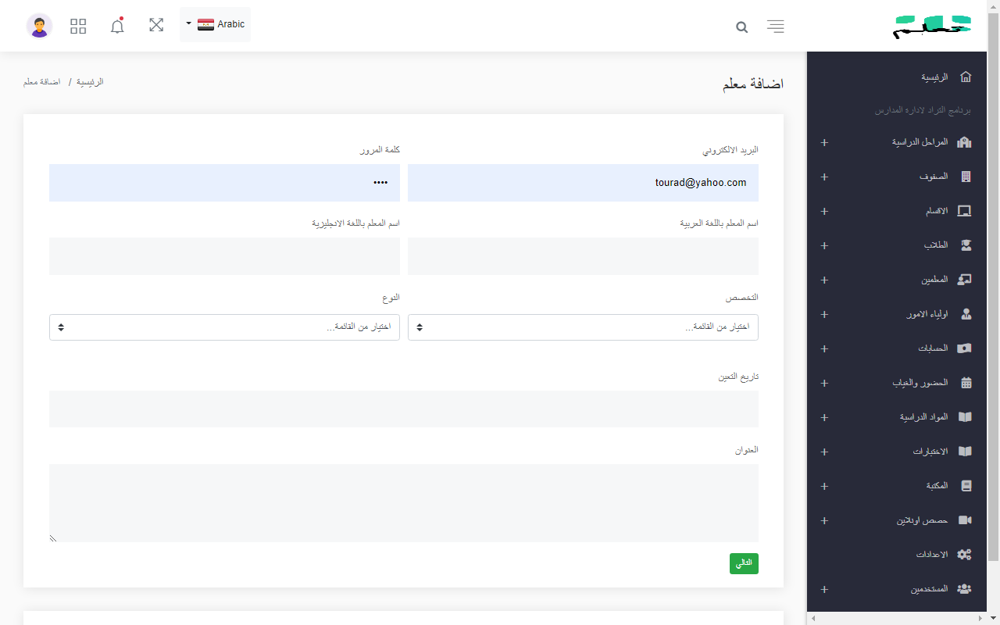 معلم
Arabic
الرئيسية
برنامج التراد لادارة المدارس
المراحل الدراسية
الصفوف
الاقسام
الطلاب
المعلمين
اولياء الامور
الحسابات
الحضور والغياب
المواد الدراسية
الاختبارات
المكتبة
حصص اونلاين
الاعدادات
المستخدمين
اضافة معلم
الرئيسية / اضافة معلم
البريد الالكتروني
كلمة المرور
tourad@yahoo.com
••••
اسم المعلم باللغة العربية
اسم المعلم باللغة الانجليزية
التخصص
النوع
اختيار من القائمة...
اختيار من القائمة...
تاريخ التعين
العنوان
التالي